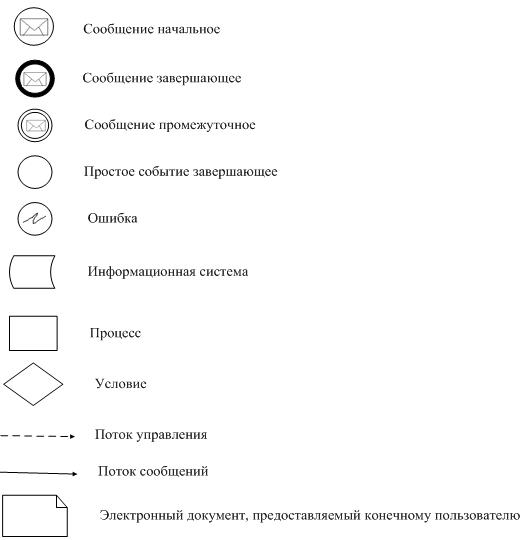 Сообщение начальное
Сообщение завершающее
Сообщение промежуточное
Простое событие завершающее
Ошибка
Информационная система
Процесс
Условие
Поток управления
Поток сообщений
Электронный документ, предоставляемый конечному пользователю